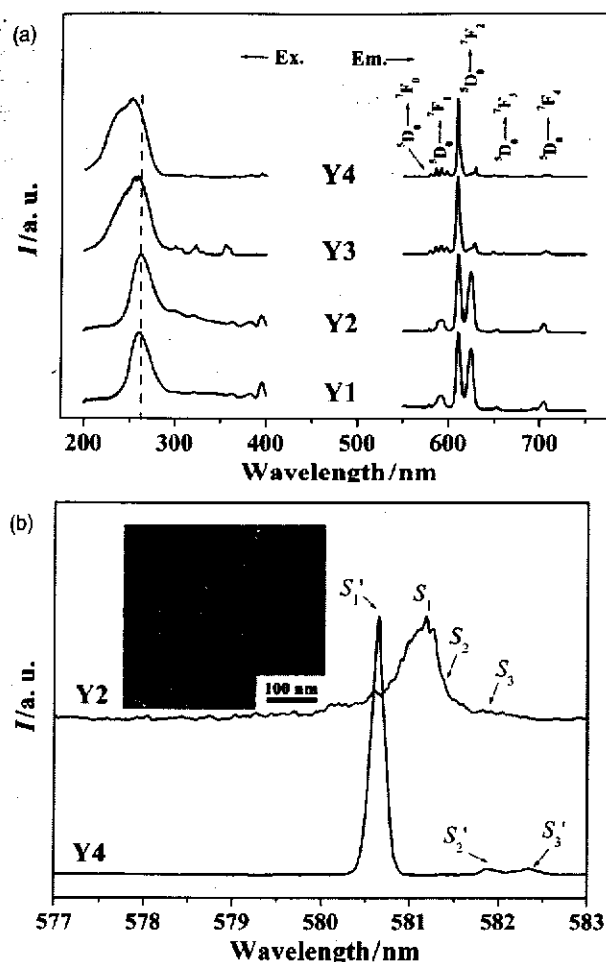 (a)
← Ex.
Em. →
⁵D₀ → ⁷F₀
⁵D₀ → ⁷F₁
⁵D₀ → ⁷F₂
⁵D₀ → ⁷F₃
⁵D₀ → ⁷F₄
I/a. u.
Y4
Y3
Y2
Y1
200 300 400 500 600 700
Wavelength/nm
(b)
I/a. u.
S₁' S₁
S₂
S₃
100 nm
Y2
Y4
S₂' S₃'
577 578 579 580 581 582 583
Wavelength/nm